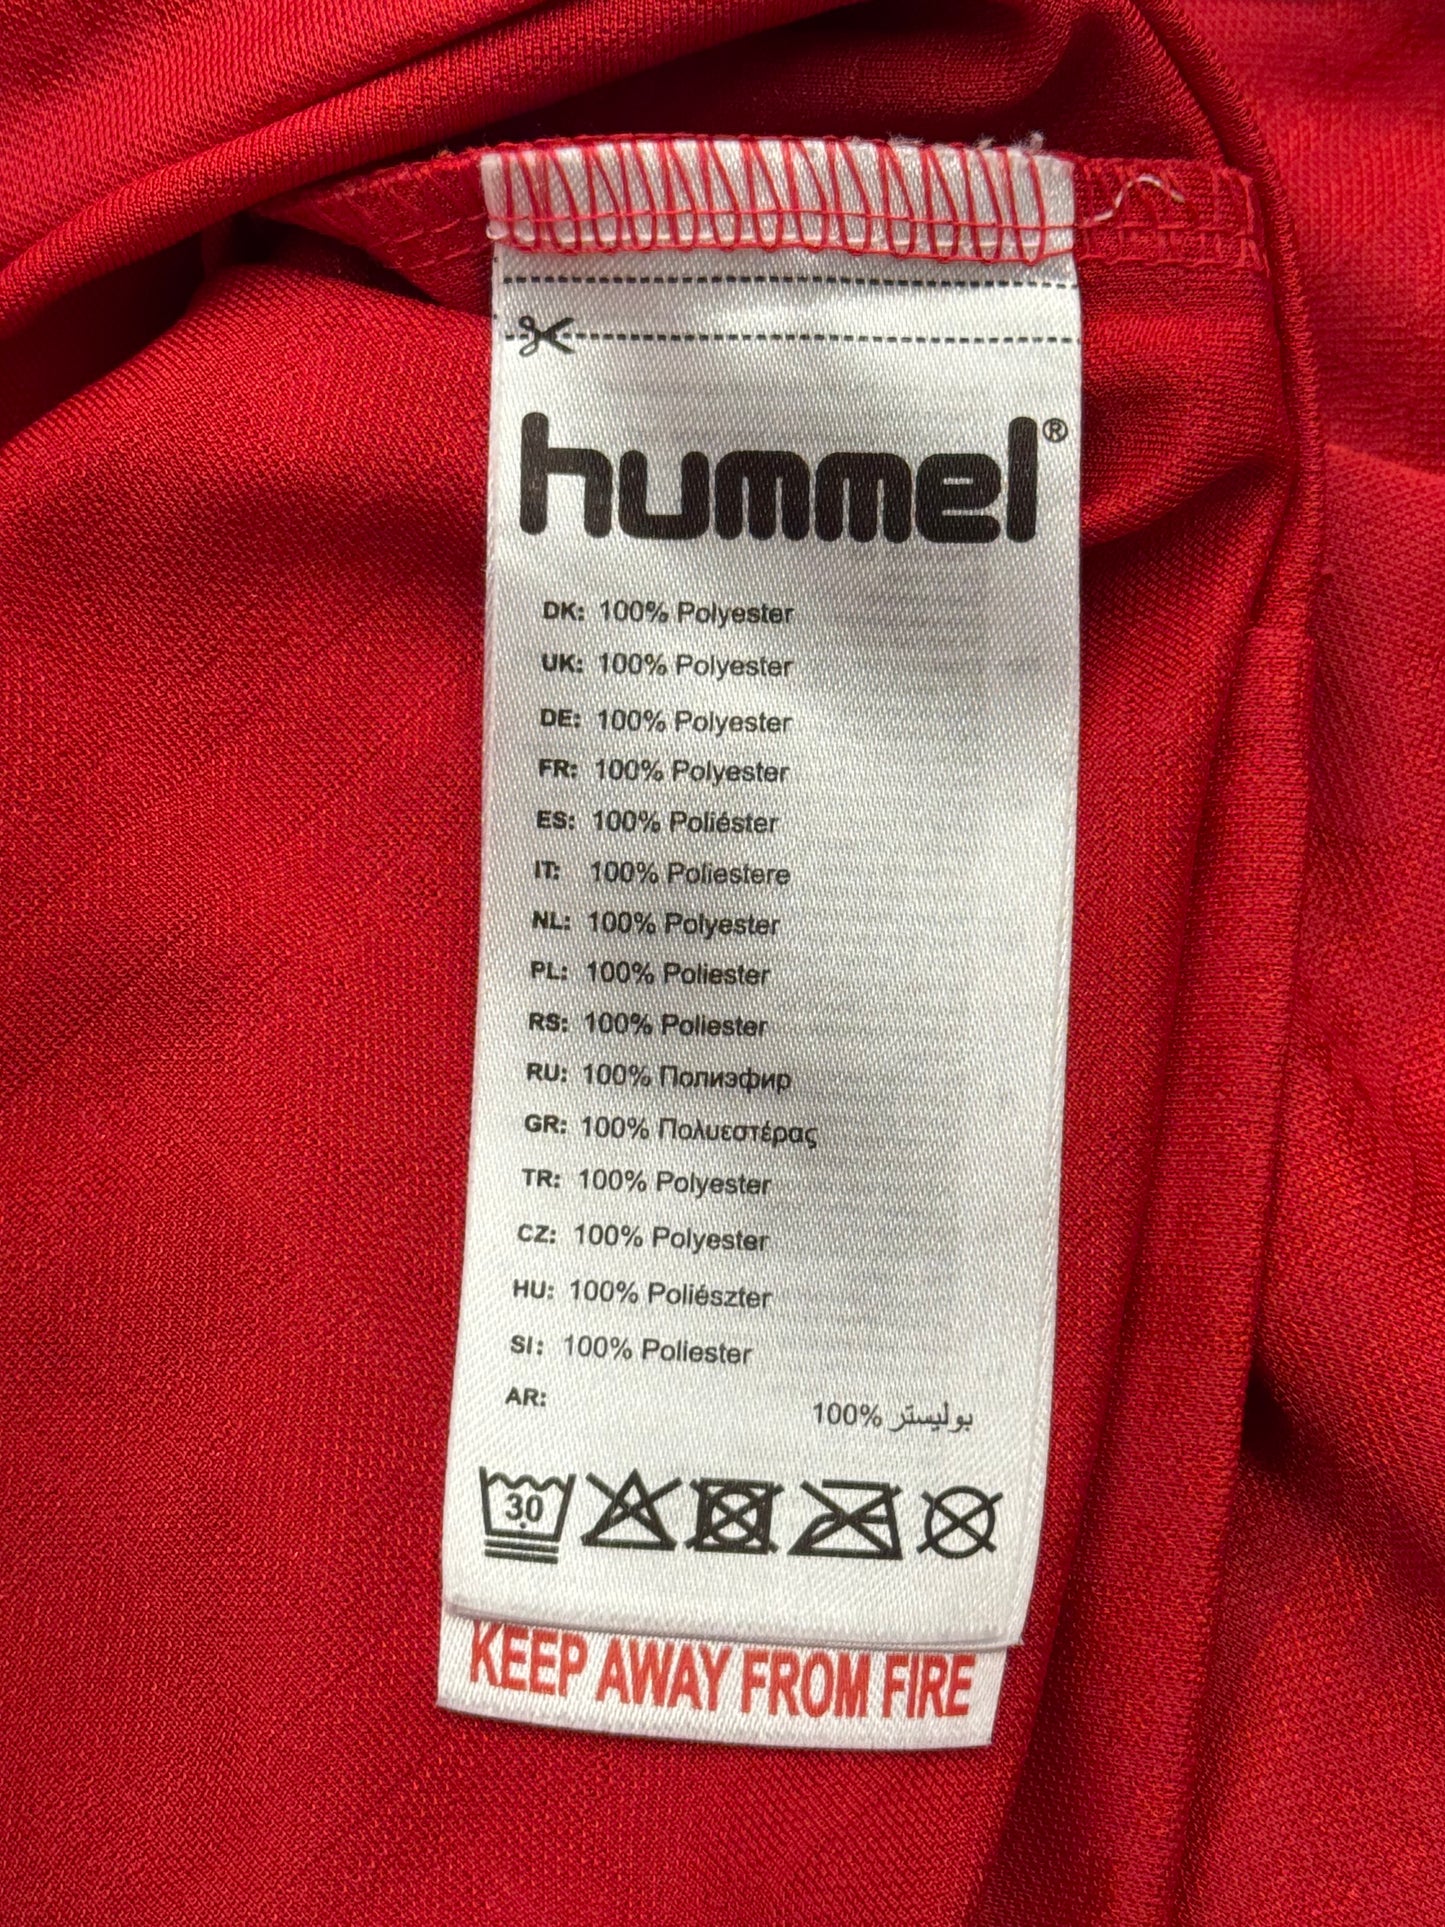 hummel®
DK: 100% Polyester
UK: 100% Polyester
DE: 100% Polyester
FR: 100% Polyester
ES: 100% Poliéster
IT: 100% Poliestere
NL: 100% Polyester
PL: 100% Poliester
RS: 100% Poliester
RU: 100% Полиэфир
GR: 100% Πολυεστέρας
TR: 100% Polyester
CZ: 100% Polyester
HU: 100% Poliészter
SI: 100% Poliester
AR: بوليستر %100
30
KEEP AWAY FROM FIRE